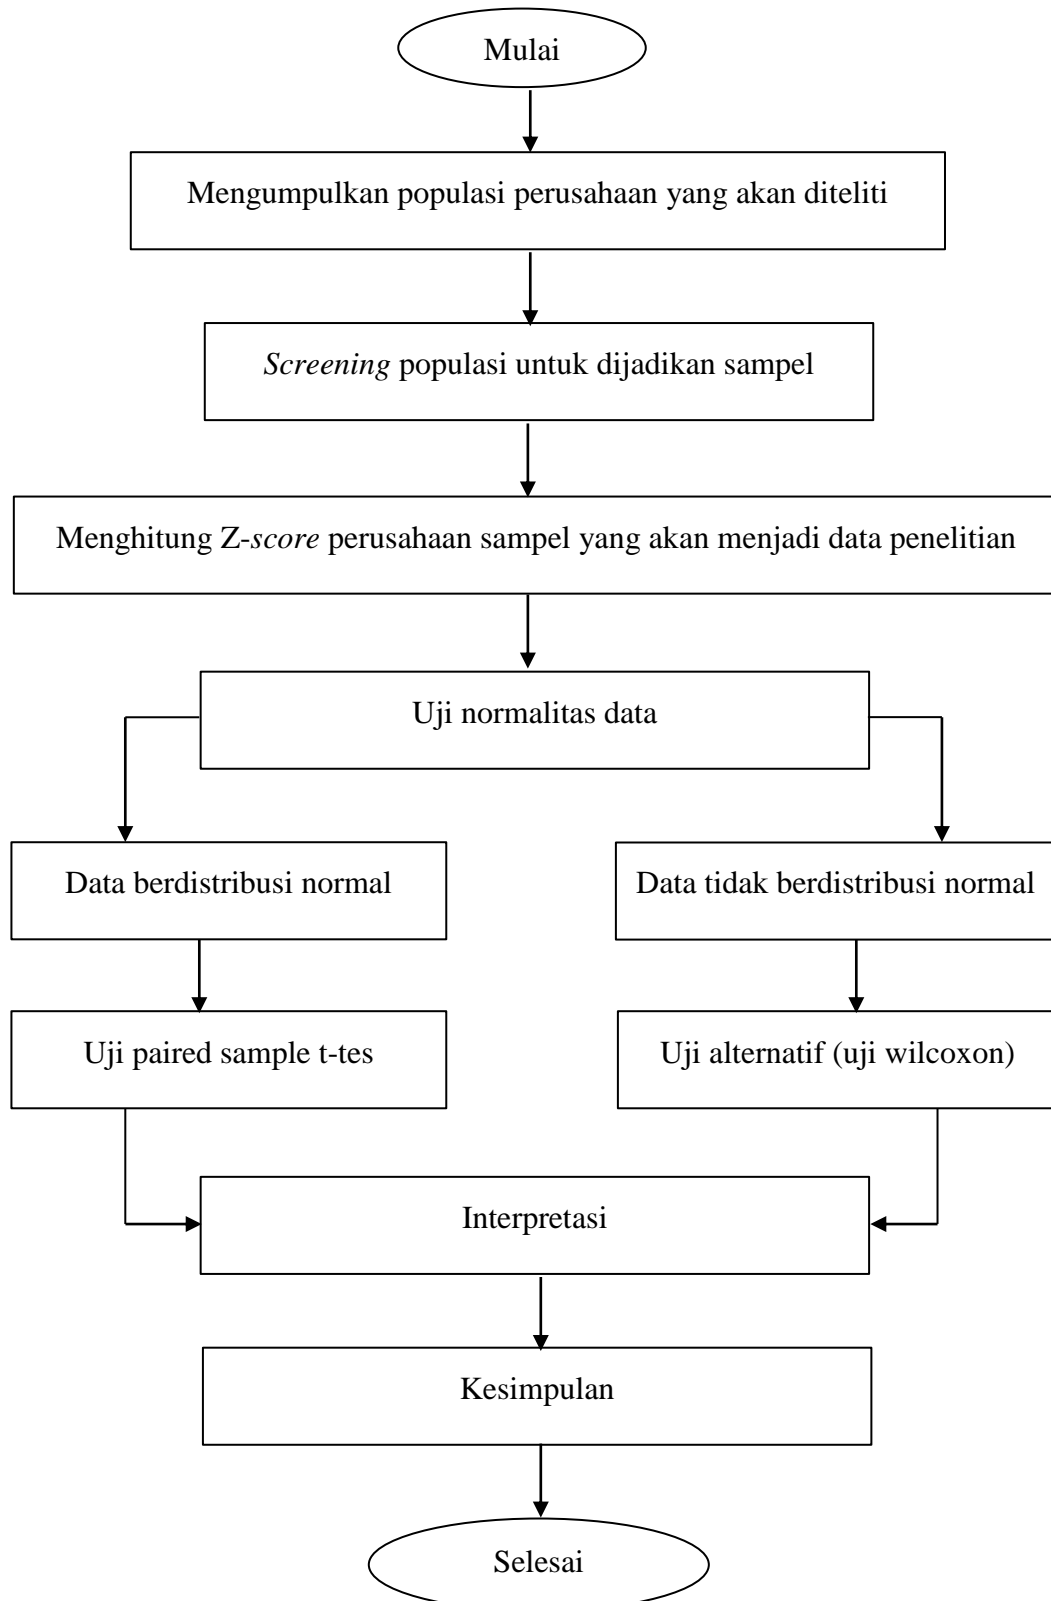 Mulai
Mengumpulkan populasi perusahaan yang akan diteliti
Screening populasi untuk dijadikan sampel
Menghitung Z-score perusahaan sampel yang akan menjadi data penelitian
Uji normalitas data
Data berdistribusi normal
Data tidak berdistribusi normal
Uji paired sample t-tes
Uji alternatif (uji wilcoxon)
Interpretasi
Kesimpulan
Selesai